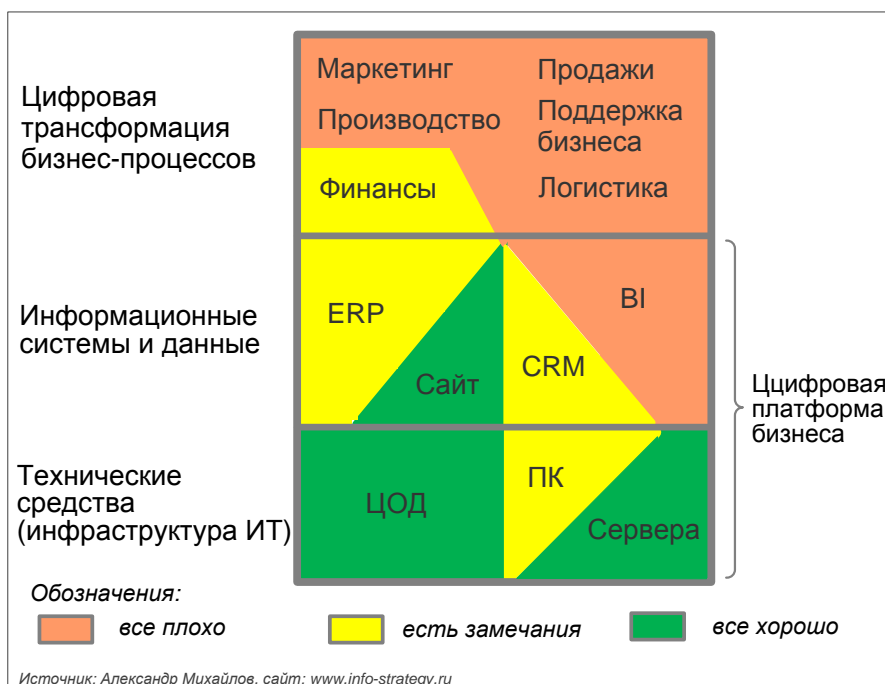 Маркетинг
Продажи
Цифровая
трансформация
бизнес-процессов
Производство
Поддержка
бизнеса
Финансы
Логистика
Информационные
системы и данные
ERP
BI
Сайт
CRM
Ццифровая
платформа
бизнеса
Технические
средства
(инфраструктура ИТ)
ЦОД
ПК
Сервера
Обозначения:
все плохо
есть замечания
все хорошо
Источник: Александр Михайлов, сайт: www.info-strategy.ru